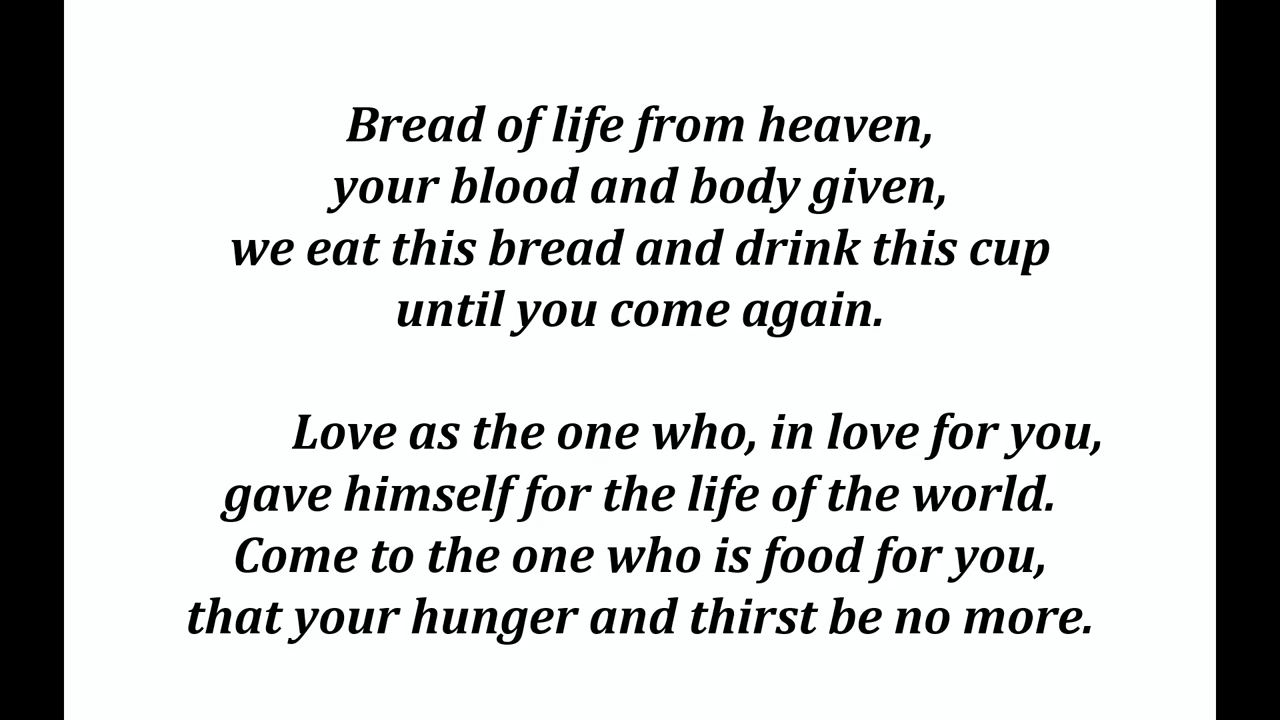 Bread of life from heaven,
your blood and body given,
we eat this bread and drink this cup
until you come again.
Love as the one who, in love for you,
gave himself for the life of the world.
Come to the one who is food for you,
that your hunger and thirst be no more.